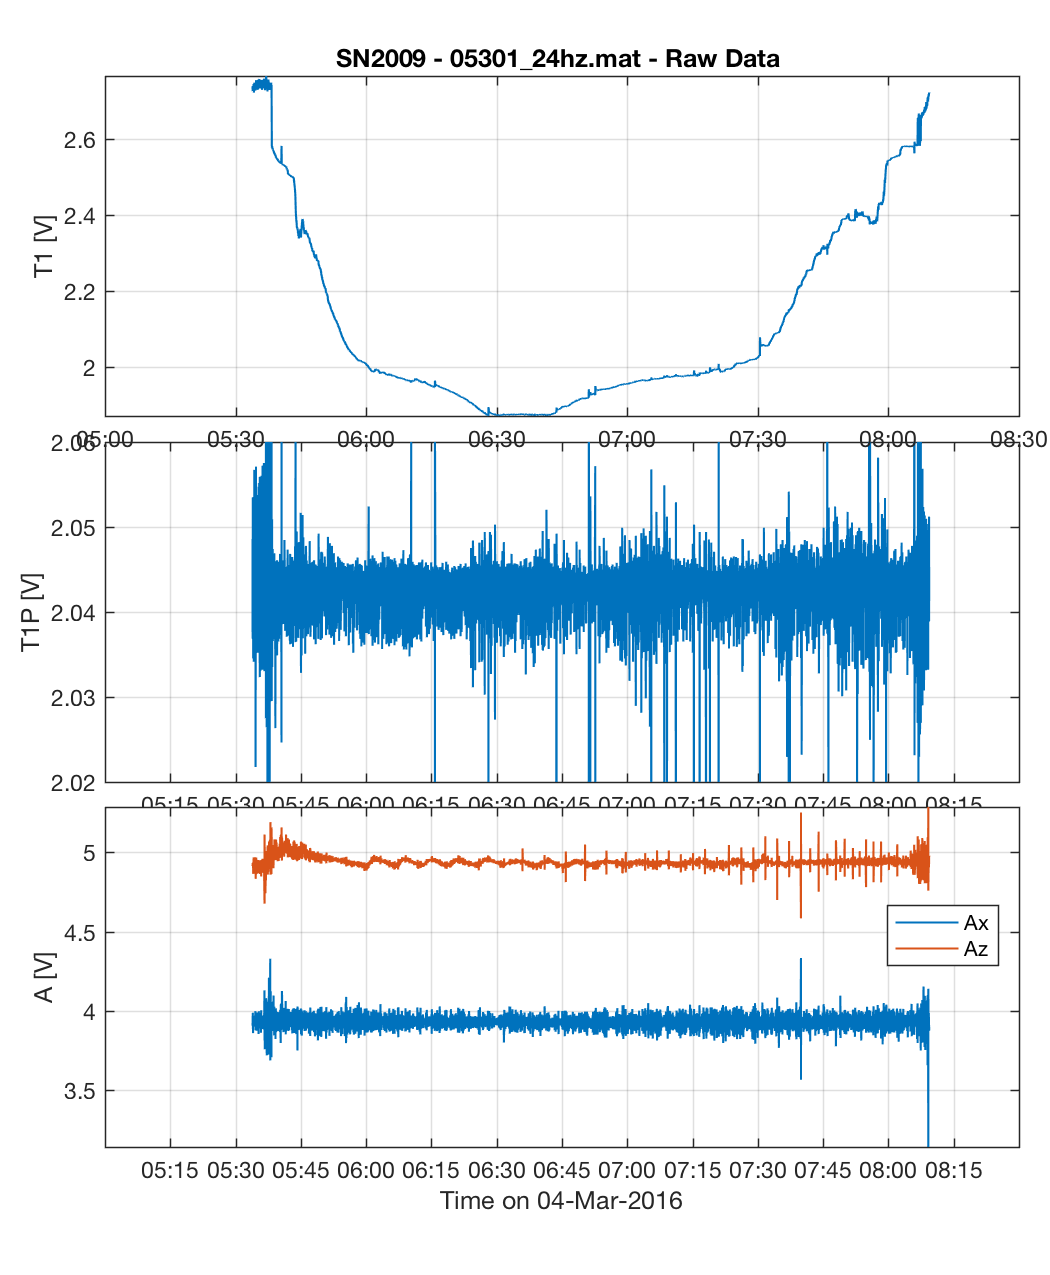 SN2009 - 05301_24hz.mat - Raw Data
T1 [V]
2.6
2.4
2.2
2
05:00 05:30 06:00 06:30 07:00 07:30 08:00 08:30
T1P [V]
2.06
2.05
2.04
2.03
2.02
05:15 05:30 05:45 06:00 06:15 06:30 06:45 07:00 07:15 07:30 07:45 08:00 08:15
A [V]
5
4.5
4
3.5
Ax
Az
05:15 05:30 05:45 06:00 06:15 06:30 06:45 07:00 07:15 07:30 07:45 08:00 08:15
Time on 04-Mar-2016